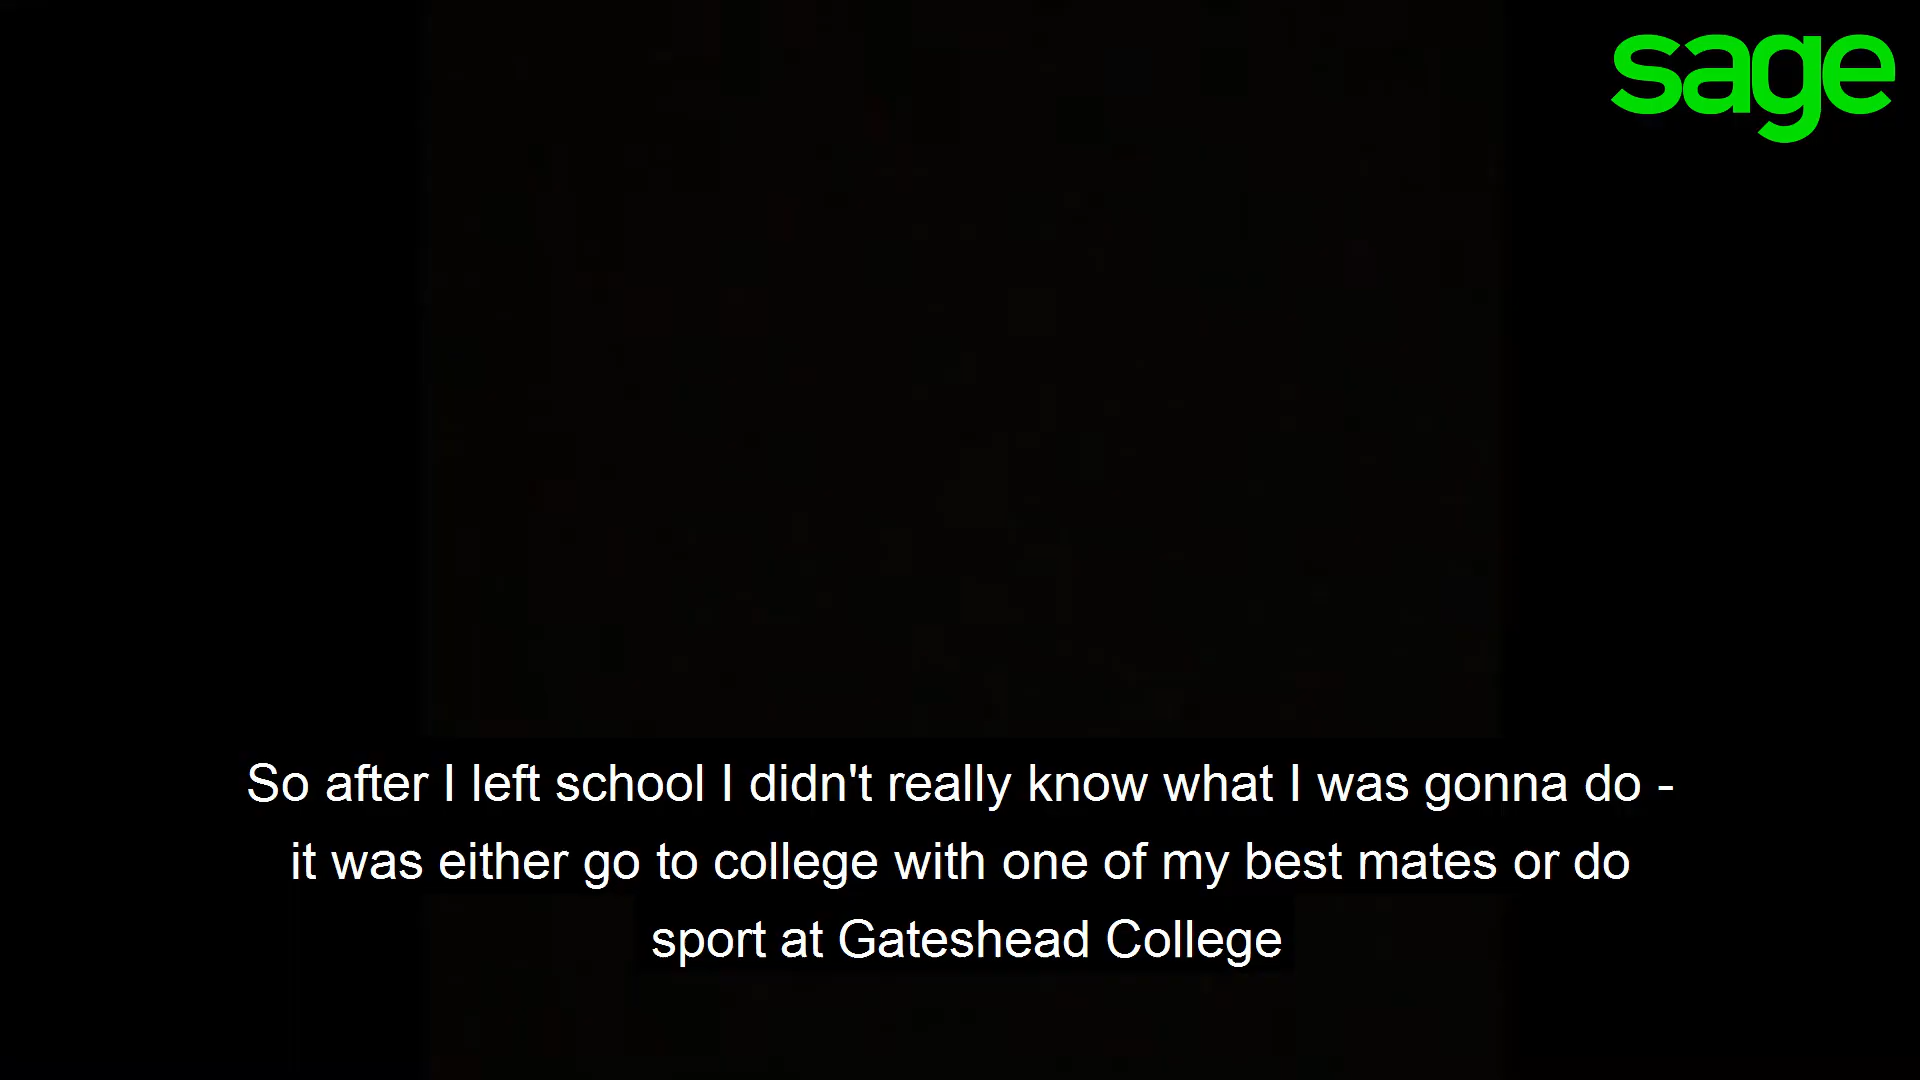 sage
So after I left school I didn't really know what I was gonna do -
it was either go to college with one of my best mates or do
sport at Gateshead College